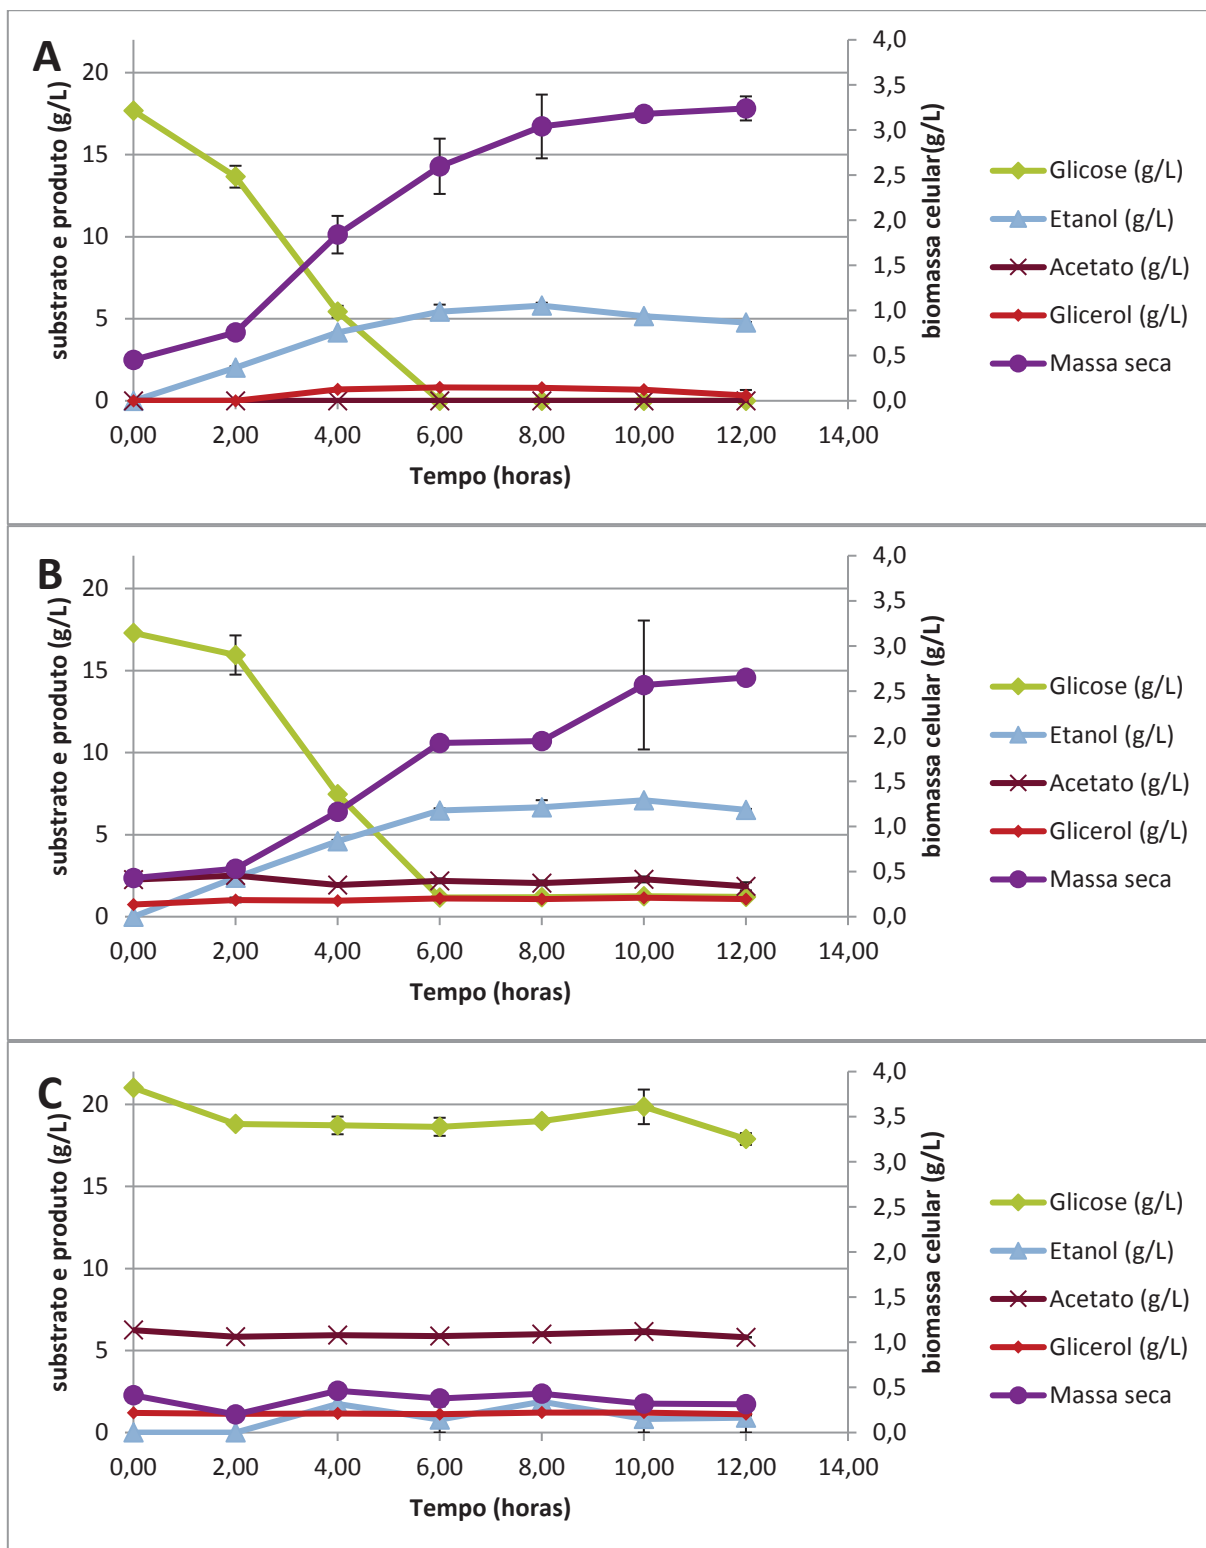 A
substrato e produto (g/L)
20
15
10
5
0
4,0
3,5
3,0
2,5
2,0
1,5
1,0
0,5
0,0
biomassa celular(g/L)
0,00 2,00 4,00 6,00 8,00 10,00 12,00 14,00
Tempo (horas)
Glicose (g/L)
Etanol (g/L)
Acetato (g/L)
Glicerol (g/L)
Massa seca
B
substrato e produto (g/L)
20
15
10
5
0
4,0
3,5
3,0
2,5
2,0
1,5
1,0
0,5
0,0
biomassa celular (g/L)
0,00 2,00 4,00 6,00 8,00 10,00 12,00 14,00
Tempo (horas)
Glicose (g/L)
Etanol (g/L)
Acetato (g/L)
Glicerol (g/L)
Massa seca
C
substrato e produto (g/L)
20
15
10
5
0
4,0
3,5
3,0
2,5
2,0
1,5
1,0
0,5
0,0
biomassa celular (g/L)
0,00 2,00 4,00 6,00 8,00 10,00 12,00 14,00
Tempo (horas)
Glicose (g/L)
Etanol (g/L)
Acetato (g/L)
Glicerol (g/L)
Massa seca